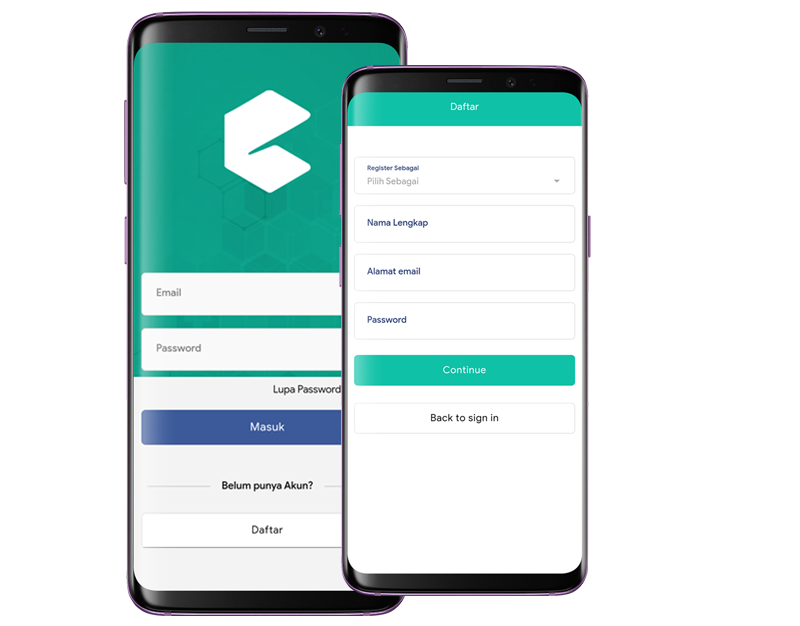 Email
Password
Lupa Password
Masuk
Belum punya Akun?
Daftar
Daftar
Register Sebagai
Pilih Sebagai
Nama Lengkap
Alamat email
Password
Continue
Back to sign in